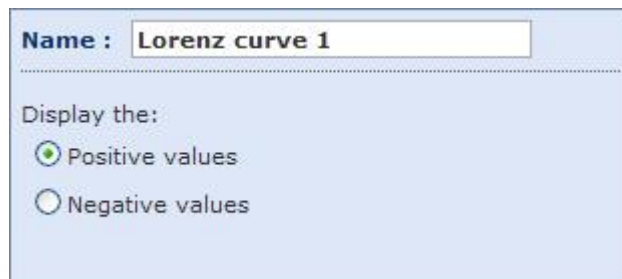 Name : Lorenz curve 1
Display the:
Positive values
Negative values